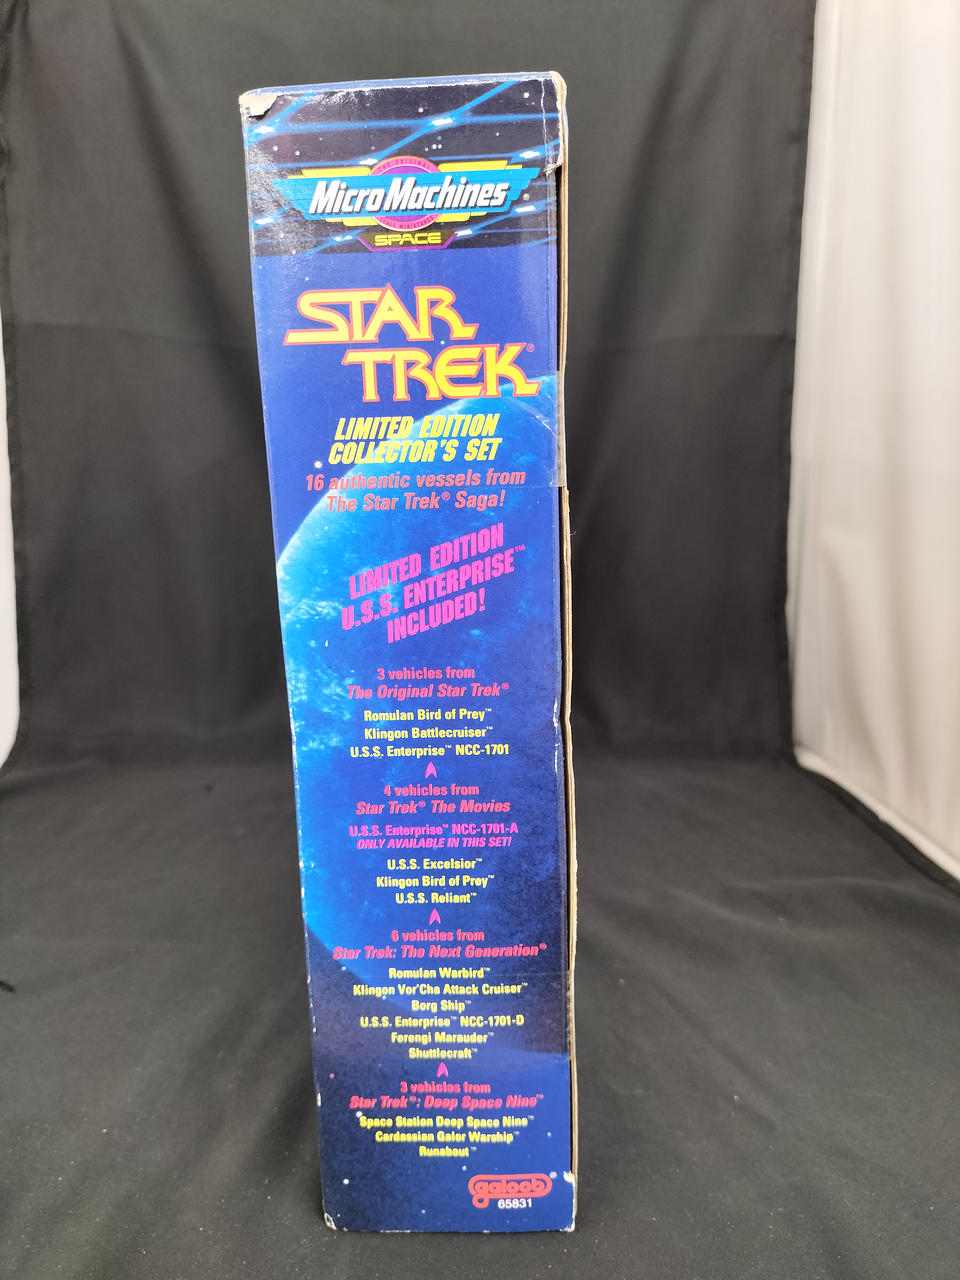 THE ORIGINAL
MicroMachines®
SCALE MINIATURES
SPACE
STAR
TREK®
LIMITED EDITION
COLLECTOR'S SET
16 authentic vessels from
The Star Trek® Saga!
LIMITED EDITION
U.S.S. ENTERPRISE™
INCLUDED!
3 vehicles from
The Original Star Trek®
Romulan Bird of Prey™
Klingon Battlecruiser™
U.S.S. Enterprise™ NCC-1701
4 vehicles from
Star Trek® The Movies
U.S.S. Enterprise™ NCC-1701-A
ONLY AVAILABLE IN THIS SET!
U.S.S. Excelsior™
Klingon Bird of Prey™
U.S.S. Reliant™
6 vehicles from
Star Trek: The Next Generation®
Romulan Warbird™
Klingon Vor'Cha Attack Cruiser™
Borg Ship™
U.S.S. Enterprise™ NCC-1701-D
Ferengi Marauder™
Shuttlecraft™
3 vehicles from
Star Trek®: Deep Space Nine™
Space Station Deep Space Nine™
Cardassian Galor Warship™
Runabout™
galoob®
65831